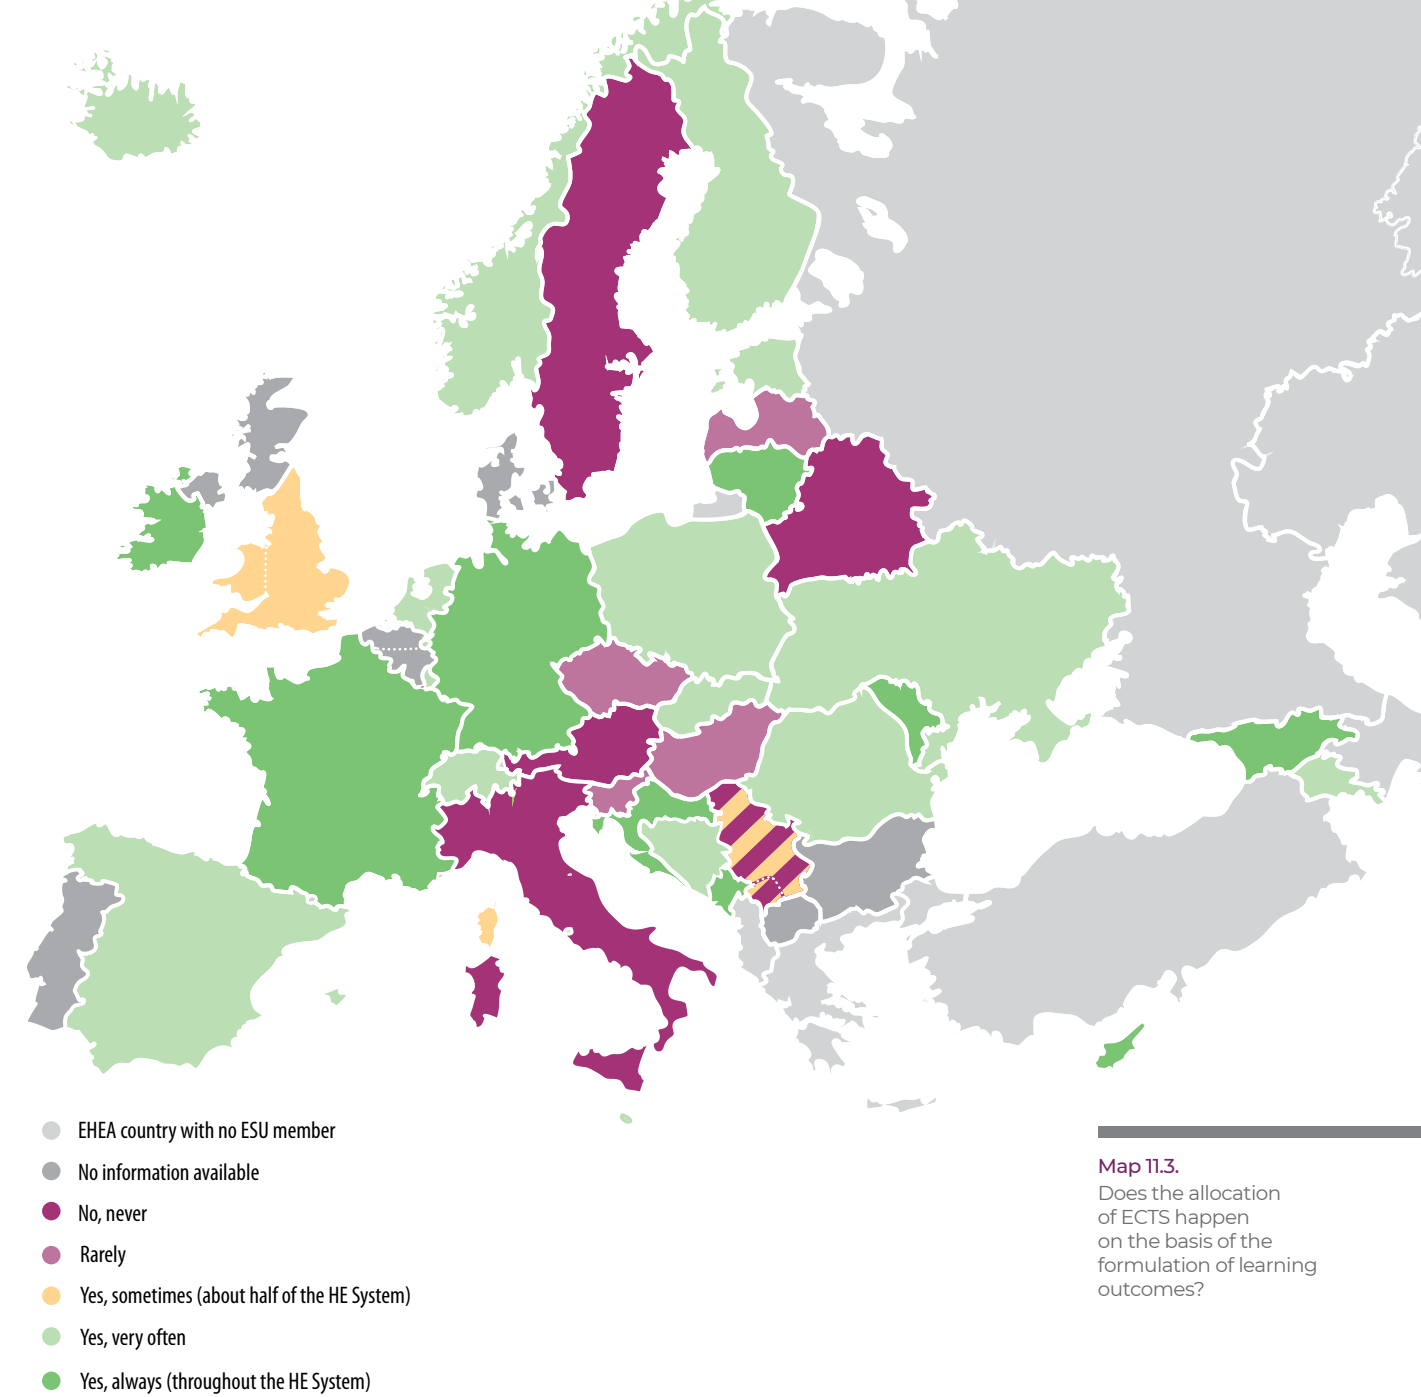 EHEA country with no ESU member
No information available
No, never
Rarely
Yes, sometimes (about half of the HE System)
Yes, very often
Yes, always (throughout the HE System)
Map 11.3.
Does the allocation
of ECTS happen
on the basis of the
formulation of learning
outcomes?